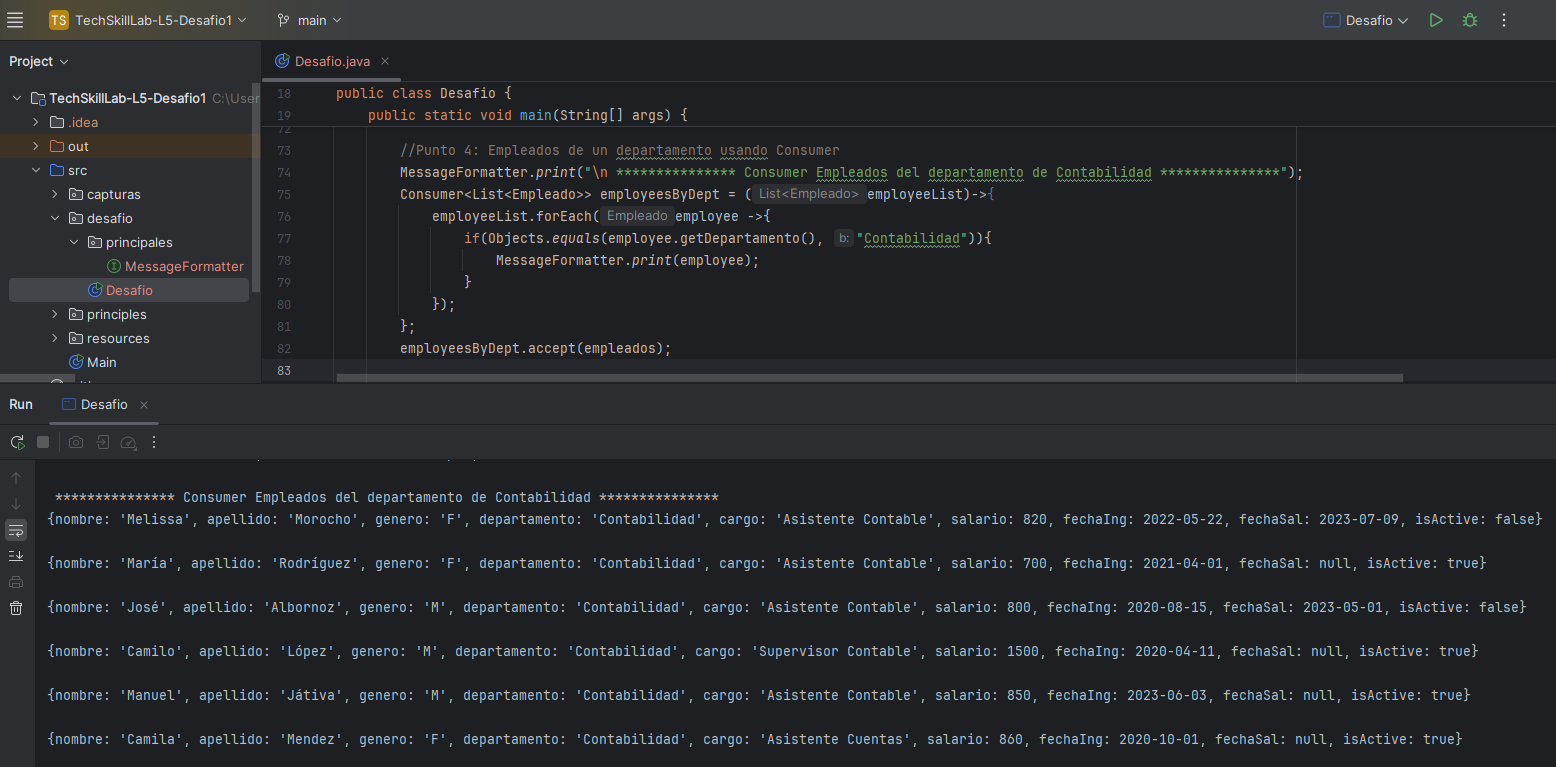 TS TechSkillLab-L5-Desafio1 main Desafio
Project
Desafio.java
TechSkillLab-L5-Desafio1 C:\User
.idea
out
src
capturas
desafio
principales
MessageFormatter
Desafio
principles
resources
Main
18 public class Desafio {
19 public static void main(String[] args) {
72
73 //Punto 4: Empleados de un departamento usando Consumer
74 MessageFormatter.print("\n *************** Consumer Empleados del departamento de Contabilidad ***************");
75 Consumer<List<Empleado>> employeesByDept = ( List<Empleado> employeeList)->{
76 employeeList.forEach( Empleado employee ->{
77 if(Objects.equals(employee.getDepartamento(), b: "Contabilidad")){
78 MessageFormatter.print(employee);
79 }
80 });
81 };
82 employeesByDept.accept(empleados);
83
Run Desafio
*************** Consumer Empleados del departamento de Contabilidad ***************
{nombre: 'Melissa', apellido: 'Morocho', genero: 'F', departamento: 'Contabilidad', cargo: 'Asistente Contable', salario: 820, fechaIng: 2022-05-22, fechaSal: 2023-07-09, isActive: false}
{nombre: 'María', apellido: 'Rodríguez', genero: 'F', departamento: 'Contabilidad', cargo: 'Asistente Contable', salario: 700, fechaIng: 2021-04-01, fechaSal: null, isActive: true}
{nombre: 'José', apellido: 'Albornoz', genero: 'M', departamento: 'Contabilidad', cargo: 'Asistente Contable', salario: 800, fechaIng: 2020-08-15, fechaSal: 2023-05-01, isActive: false}
{nombre: 'Camilo', apellido: 'López', genero: 'M', departamento: 'Contabilidad', cargo: 'Supervisor Contable', salario: 1500, fechaIng: 2020-04-11, fechaSal: null, isActive: true}
{nombre: 'Manuel', apellido: 'Játiva', genero: 'M', departamento: 'Contabilidad', cargo: 'Asistente Contable', salario: 850, fechaIng: 2023-06-03, fechaSal: null, isActive: true}
{nombre: 'Camila', apellido: 'Mendez', genero: 'F', departamento: 'Contabilidad', cargo: 'Asistente Cuentas', salario: 860, fechaIng: 2020-10-01, fechaSal: null, isActive: true}